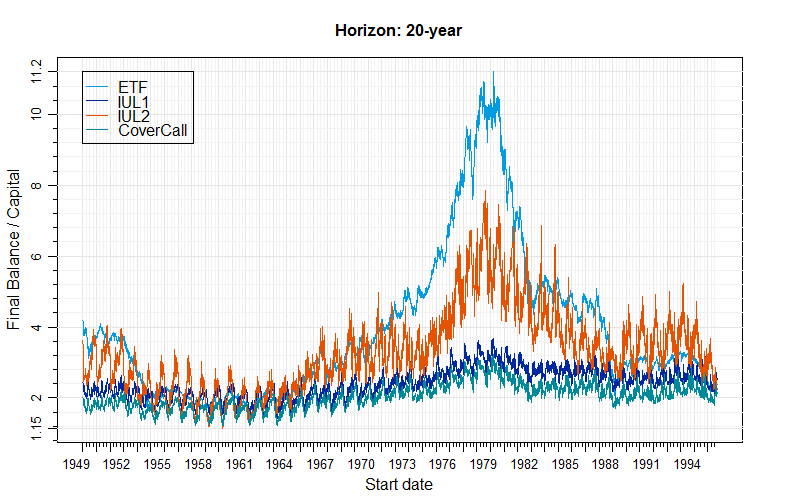 Horizon: 20-year
ETF
IUL1
IUL2
CoverCall
Final Balance / Capital
11.2
10
8
6
4
2
1.15
1949 1952 1955 1958 1961 1964 1967 1970 1973 1976 1979 1982 1985 1988 1991 1994
Start date